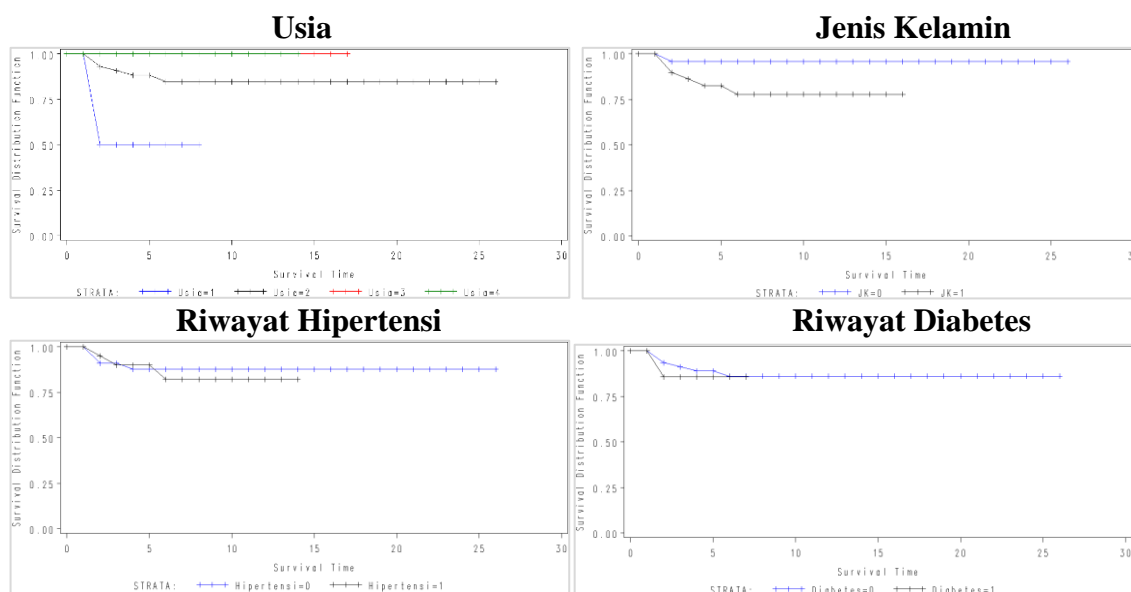 Usia
1.00
0.75
0.50
0.25
0.00
Survival Distribution Function
0 5 10 15 20 25 30
Survival Time
STRATA: Usia=1 Usia=2 Usia=3 Usia=4
Jenis Kelamin
1.00
0.75
0.50
0.25
0.00
Survival Distribution Function
0 5 10 15 20 25 30
Survival Time
STRATA: JK=0 JK=1
Riwayat Hipertensi
1.00
0.75
0.50
0.25
0.00
Survival Distribution Function
0 5 10 15 20 25 30
Survival Time
STRATA: Hipertensi=0 Hipertensi=1
Riwayat Diabetes
1.00
0.75
0.50
0.25
0.00
Survival Distribution Function
0 5 10 15 20 25 30
Survival Time
STRATA: Diabetes=0 Diabetes=1